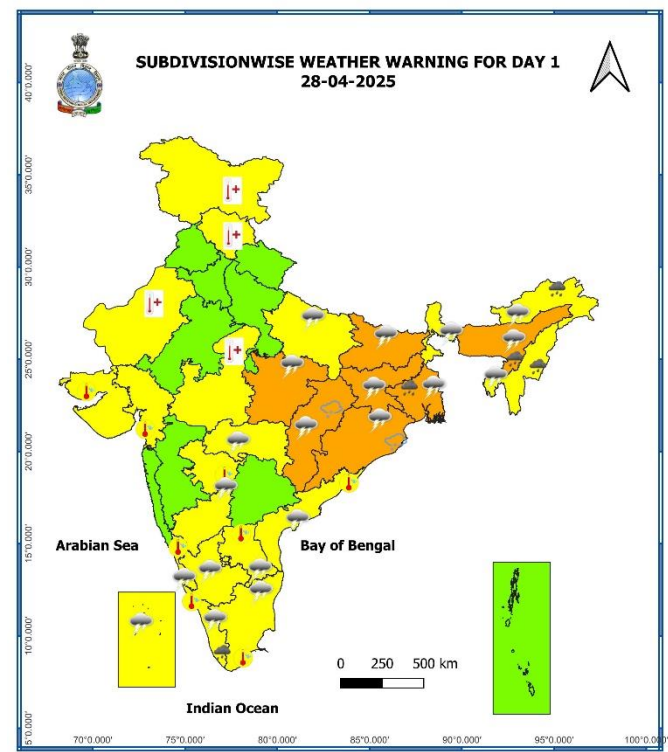 SUBDIVISIONWISE WEATHER WARNING FOR DAY 1
28-04-2025
40°0.000'
35°0.000'
30°0.000'
25°0.000'
20°0.000'
15°0.000'
10°0.000'
5°0.000'
Arabian Sea
Bay of Bengal
0 250 500 km
Indian Ocean
70°0.000' 75°0.000' 80°0.000' 85°0.000' 90°0.000' 95°0.000' 100°0.000'